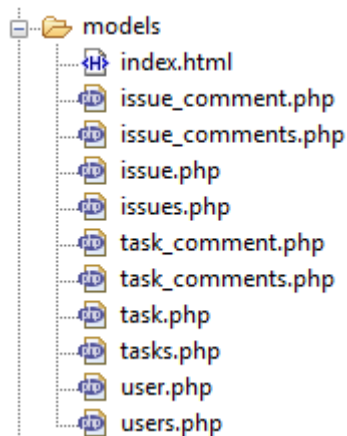 models
index.html
issue_comment.php
issue_comments.php
issue.php
issues.php
task_comment.php
task_comments.php
task.php
tasks.php
user.php
users.php